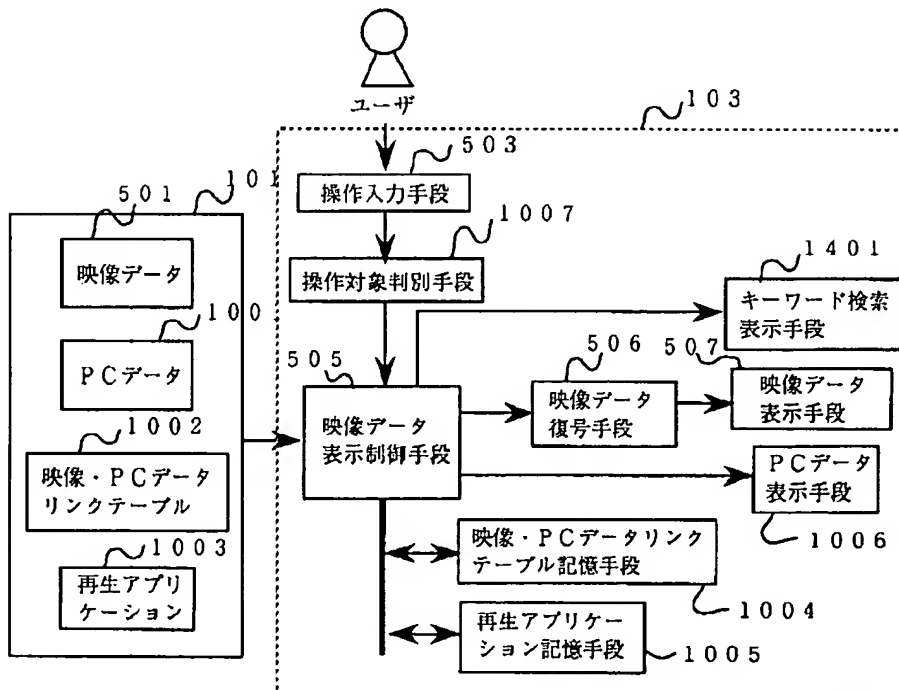 ユーザ
103
503
操作入力手段
1007
操作対象判別手段
101
501
映像データ
100
PCデータ
1002
映像・PCデータ
リンクテーブル
1003
再生アプリ
ケーション
505
映像データ
表示制御手段
1401
キーワード検索
表示手段
506
映像データ
復号手段
507
映像データ
表示手段
PCデータ
表示手段
1006
映像・PCデータリンク
テーブル記憶手段
1004
再生アプリケー
ション記憶手段
1005